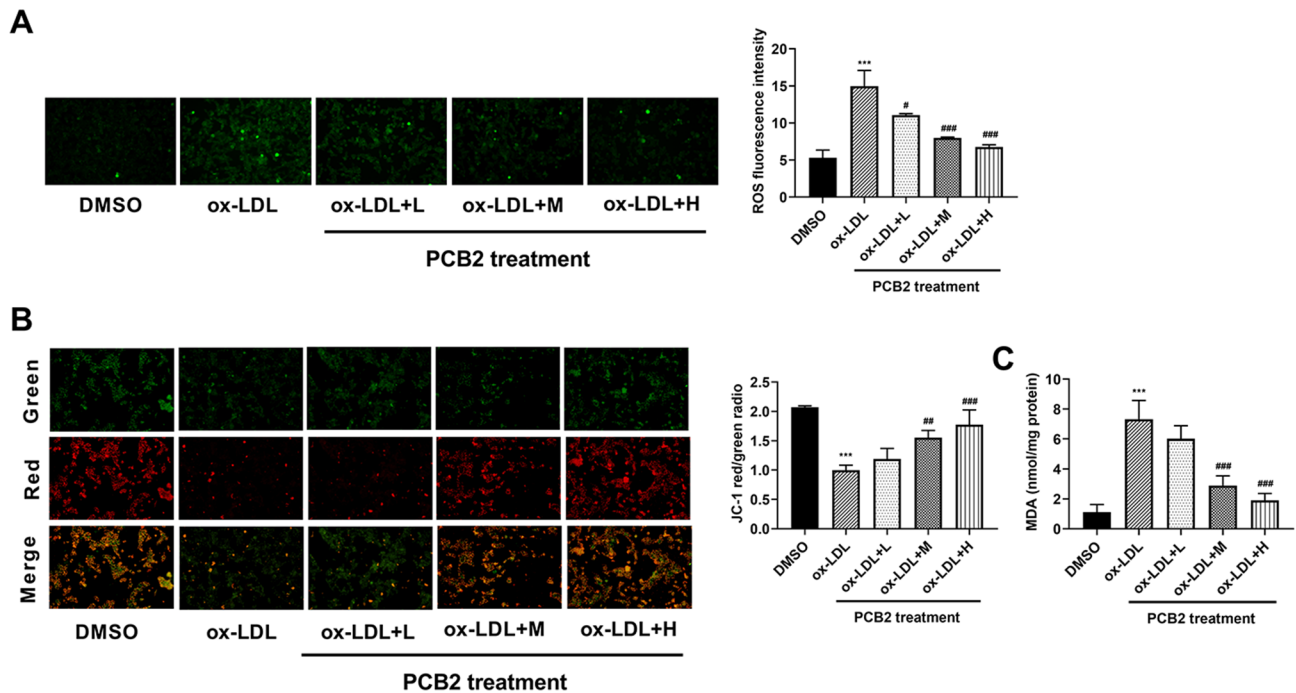 A
DMSO
ox-LDL
ox-LDL+L
ox-LDL+M
ox-LDL+H
PCB2 treatment
ROS fluorescence intensity
20
15
10
5
0
***
#
###
###
DMSO
ox-LDL
ox-LDL+L
ox-LDL+M
ox-LDL+H
PCB2 treatment
B
Green
Red
Merge
DMSO
ox-LDL
ox-LDL+L
ox-LDL+M
ox-LDL+H
PCB2 treatment
JC-1 red/green radio
2.5
2.0
1.5
1.0
0.5
0.0
***
##
###
DMSO
ox-LDL
ox-LDL+L
ox-LDL+M
ox-LDL+H
PCB2 treatment
C
MDA (nmol/mg protein)
10
8
6
4
2
0
***
###
###
DMSO
ox-LDL
ox-LDL+L
ox-LDL+M
ox-LDL+H
PCB2 treatment